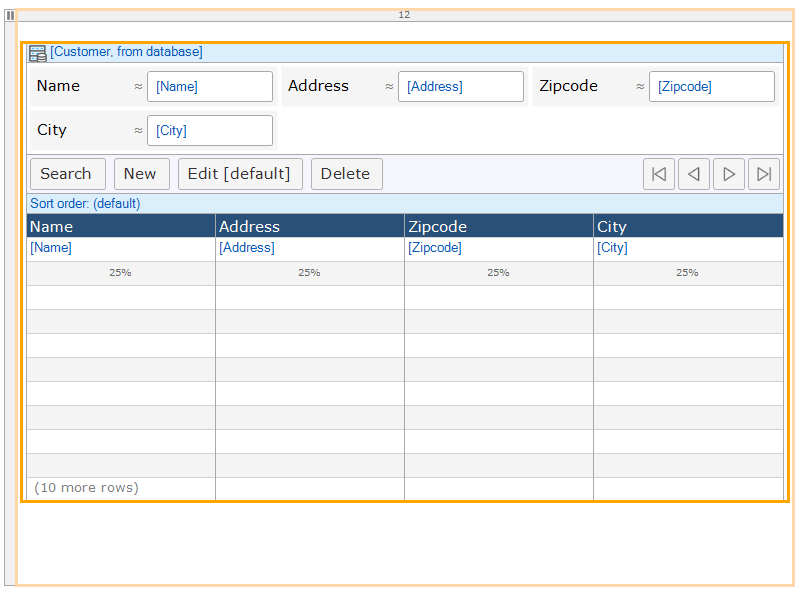 12
[Customer, from database]
Name ≈ [Name] Address ≈ [Address] Zipcode ≈ [Zipcode]
City ≈ [City]
Search New Edit [default] Delete
Sort order: (default)
Name Address Zipcode City
[Name] [Address] [Zipcode] [City]
25% 25% 25% 25%
(10 more rows)